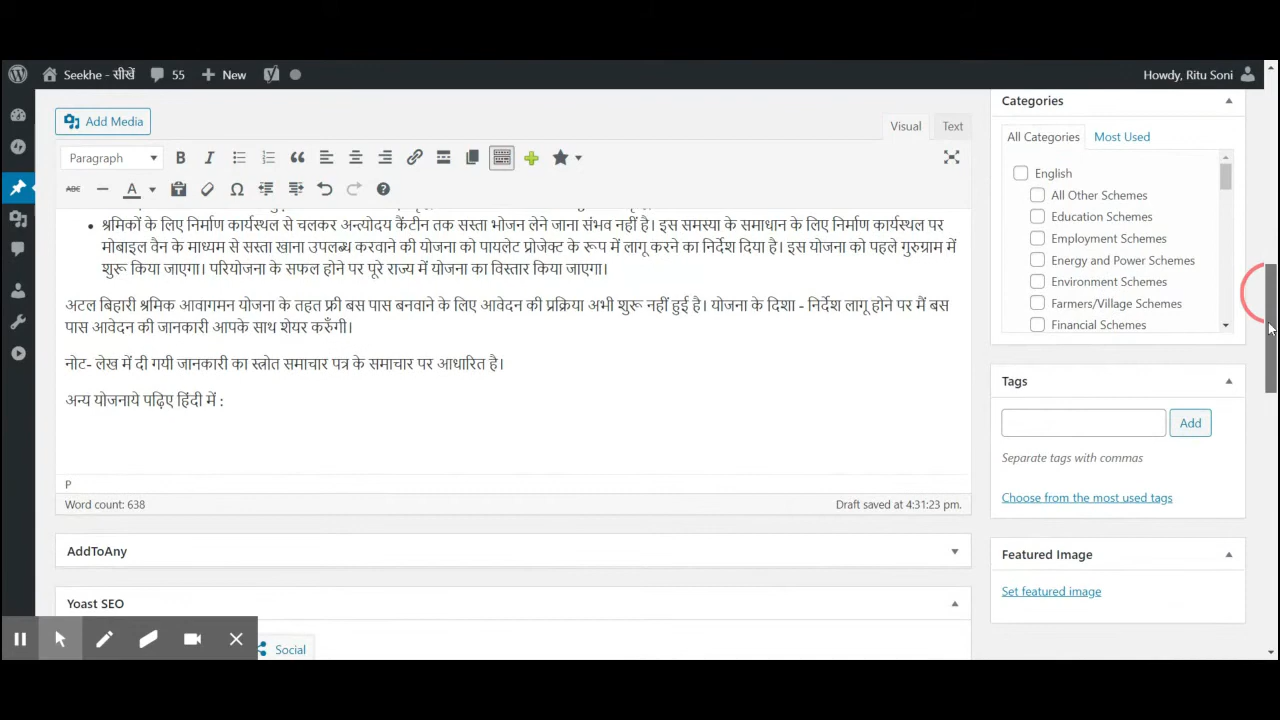 Seekhe - सीखें 55 New Howdy, Ritu Soni
Add Media
Visual Text
Paragraph
श्रमिकों के लिए निर्माण कार्यस्थल से चलकर अन्त्योदय कैंटीन तक सस्ता भोजन लेने जाना संभव नहीं है। इस समस्या के समाधान के लिए निर्माण कार्यस्थल पर
मोबाइल वैन के माध्यम से सस्ता खाना उपलब्ध करवाने की योजना को पायलेट प्रोजेक्ट के रूप में लागू करने का निर्देश दिया है। इस योजना को पहले गुरुग्राम में
शुरू किया जाएगा। परियोजना के सफल होने पर पूरे राज्य में योजना का विस्तार किया जाएगा।
अटल बिहारी श्रमिक आवागमन योजना के तहत फ्री बस पास बनवाने के लिए आवेदन की प्रक्रिया अभी शुरू नहीं हुई है। योजना के दिशा - निर्देश लागू होने पर मैं बस
पास आवेदन की जानकारी आपके साथ शेयर करुँगी।
नोट- लेख में दी गयी जानकारी का स्त्रोत समाचार पत्र के समाचार पर आधारित है।
अन्य योजनाये पढ़िए हिंदी में :
P
Word count: 638 Draft saved at 4:31:23 pm.
AddToAny
Yoast SEO
Social
Categories
All Categories Most Used
English
All Other Schemes
Education Schemes
Employment Schemes
Energy and Power Schemes
Environment Schemes
Farmers/Village Schemes
Financial Schemes
Tags
Add
Separate tags with commas
Choose from the most used tags
Featured Image
Set featured image